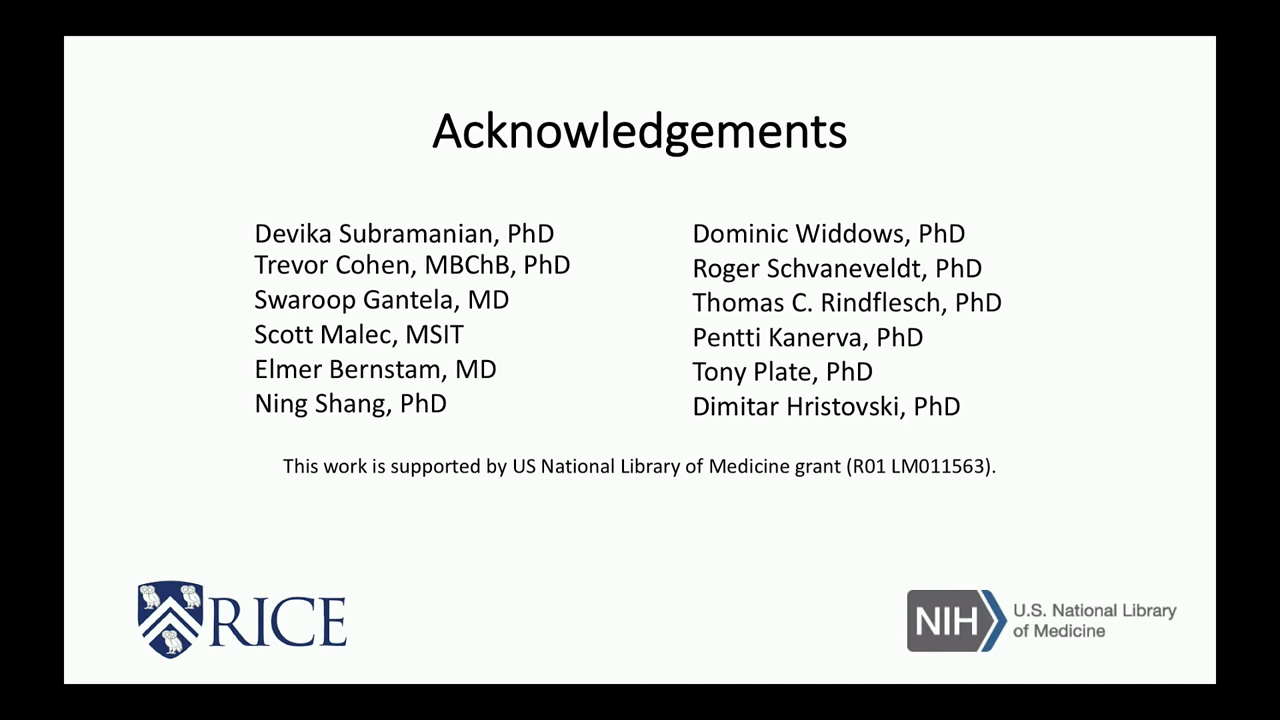 Acknowledgements
Devika Subramanian, PhD
Trevor Cohen, MBChB, PhD
Swaroop Gantela, MD
Scott Malec, MSIT
Elmer Bernstam, MD
Ning Shang, PhD
Dominic Widdows, PhD
Roger Schvaneveldt, PhD
Thomas C. Rindflesch, PhD
Pentti Kanerva, PhD
Tony Plate, PhD
Dimitar Hristovski, PhD
This work is supported by US National Library of Medicine grant (R01 LM011563).
RICE
NIH
U.S. National Library
of Medicine